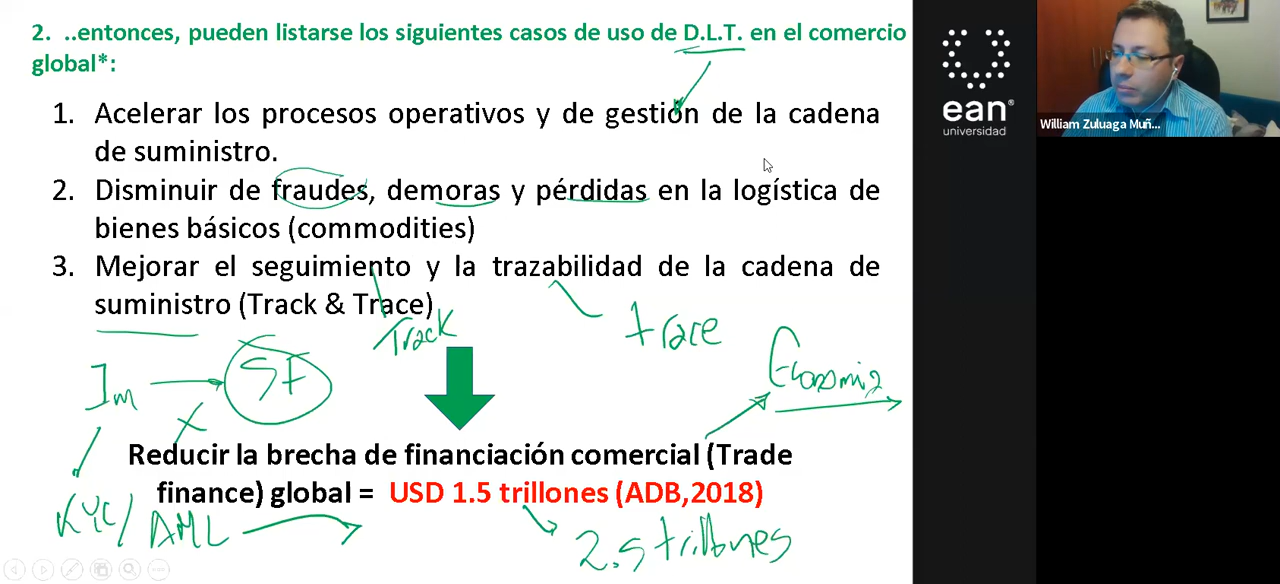 2. ..entonces, pueden listarse los siguientes casos de uso de D.L.T. en el comercio
global*:
1. Acelerar los procesos operativos y de gestión de la cadena
de suministro.
2. Disminuir de fraudes, demoras y pérdidas en la logística de
bienes básicos (commodities)
3. Mejorar el seguimiento y la trazabilidad de la cadena de
suministro (Track & Trace)
Track
trace
Im
SF
Economia
Reducir la brecha de financiación comercial (Trade
finance) global = USD 1.5 trillones (ADB,2018)
KYC/
AML
2.5 trillones
ean®
universidad
William Zuluaga Muñ...